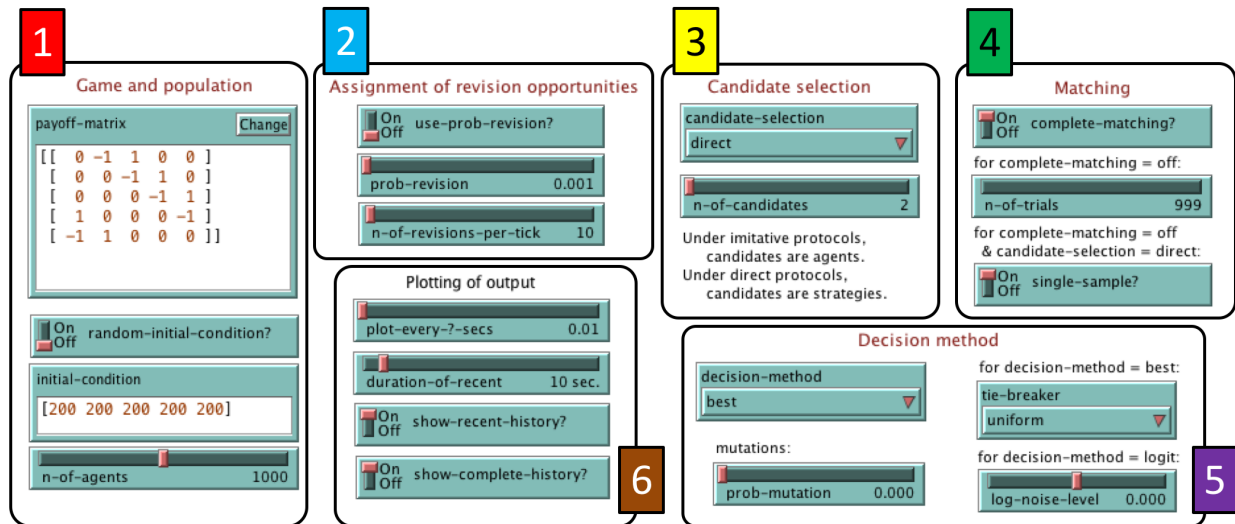 1
Game and population
payoff-matrix
Change
[[ 0 -1 1 0 0 ]
[ 0 0 -1 1 0 ]
[ 0 0 0 -1 1 ]
[ 1 0 0 0 -1 ]
[ -1 1 0 0 0 ]]
On
Off
random-initial-condition?
initial-condition
[200 200 200 200 200]
n-of-agents 1000
2
Assignment of revision opportunities
On
Off
use-prob-revision?
prob-revision 0.001
n-of-revisions-per-tick 10
Plotting of output
plot-every-?-secs 0.01
duration-of-recent 10 sec.
On
Off
show-recent-history?
On
Off
show-complete-history?
6
3
Candidate selection
candidate-selection
direct
n-of-candidates 2
Under imitative protocols,
candidates are agents.
Under direct protocols,
candidates are strategies.
4
Matching
On
Off
complete-matching?
for complete-matching = off:
n-of-trials 999
for complete-matching = off
& candidate-selection = direct:
On
Off
single-sample?
Decision method
decision-method
best
mutations:
prob-mutation 0.000
for decision-method = best:
tie-breaker
uniform
for decision-method = logit:
log-noise-level 0.000
5